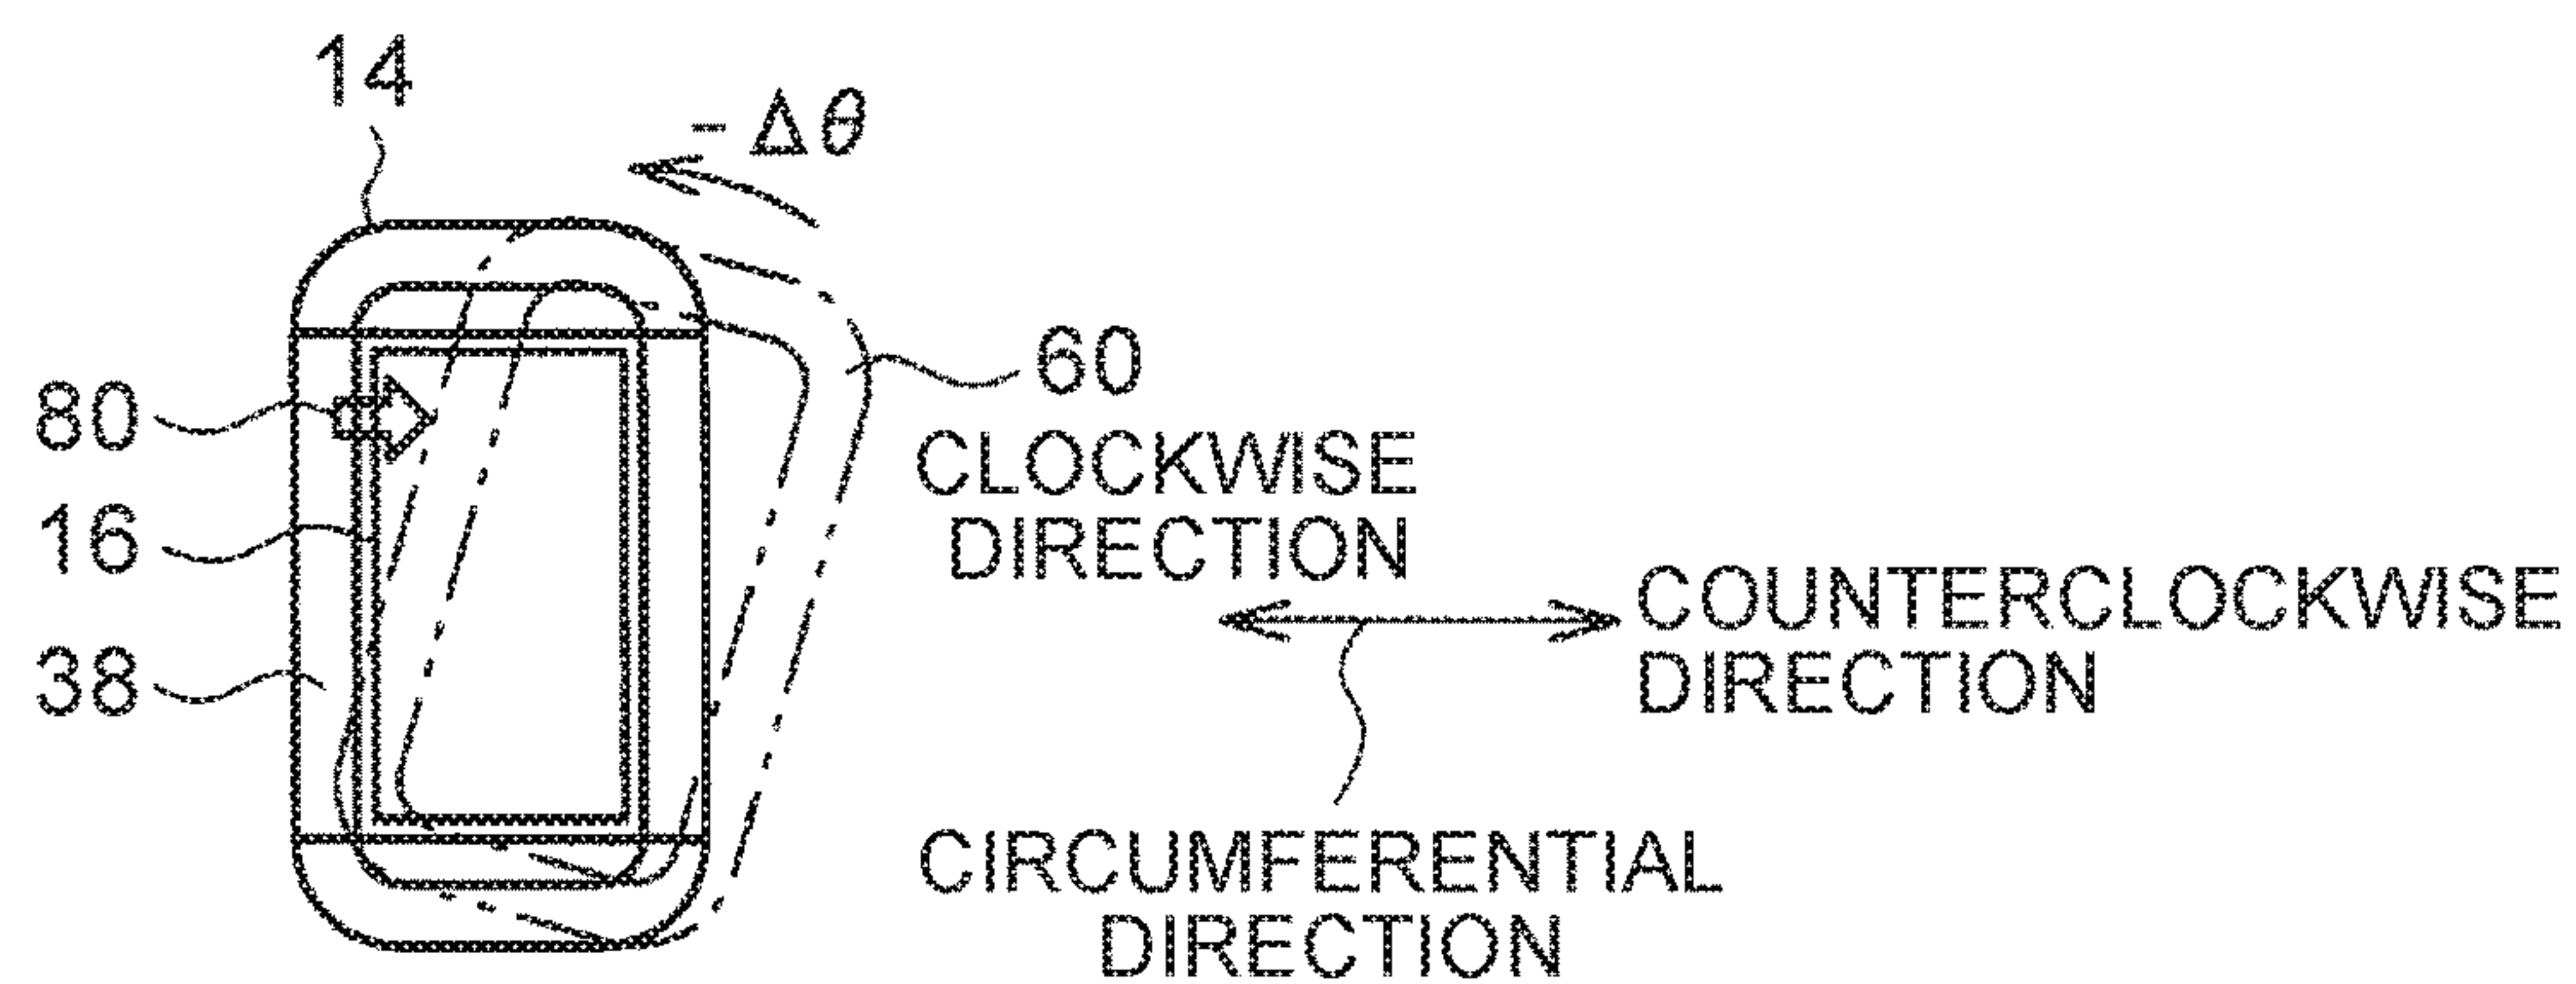 14
-Δθ
60
80
CLOCKWISE
DIRECTION
16
COUNTERCLOCKWISE
DIRECTION
38
CIRCUMFERENTIAL
DIRECTION